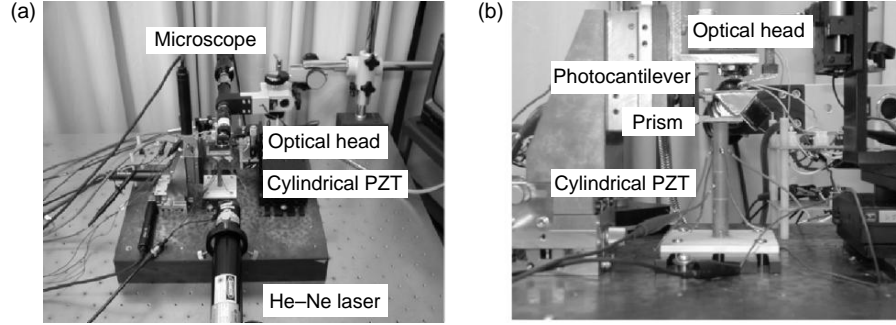 (a)
Microscope
Optical head
Cylindrical PZT
He–Ne laser
(b)
Optical head
Photocantilever
Prism
Cylindrical PZT